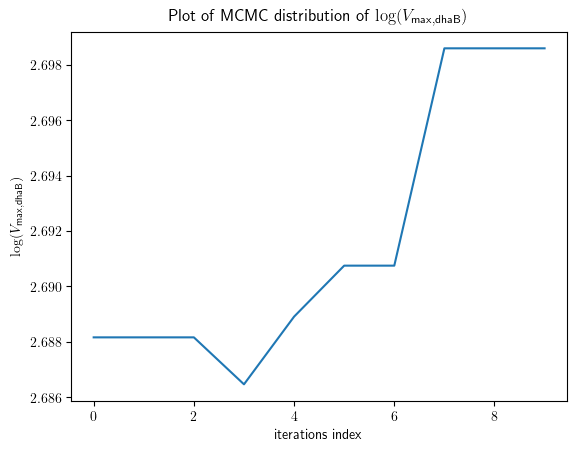 Plot of MCMC distribution of log(V_max,dhaB)
2.698
2.696
2.694
2.692
2.690
2.688
2.686
log(V_max,dhaB)
0 2 4 6 8
iterations index